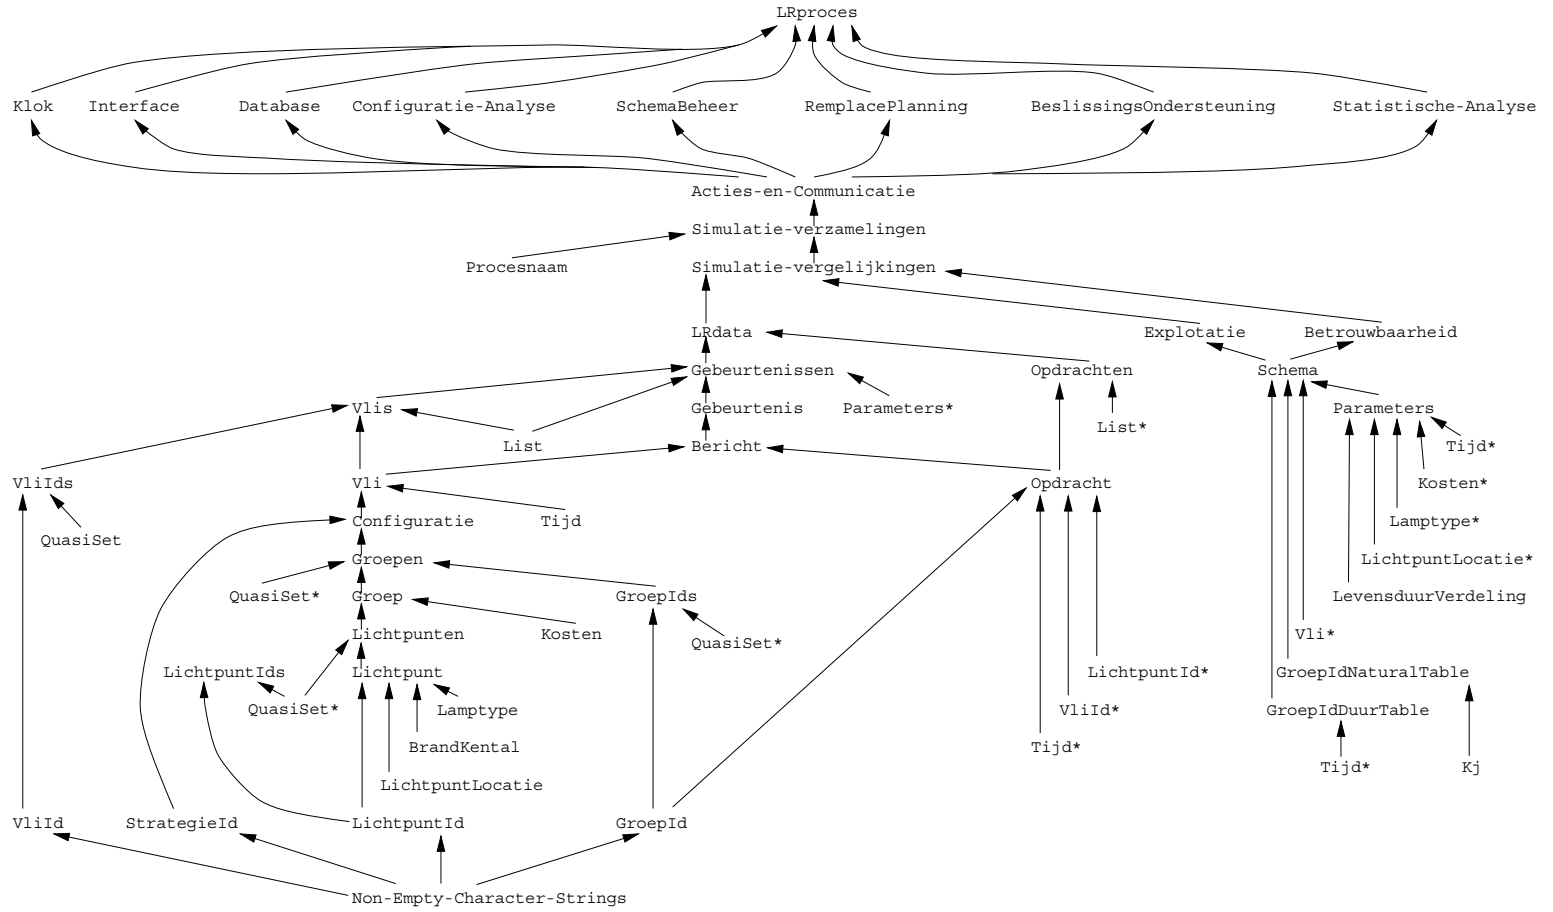 LRproces
Klok Interface Database Configuratie-Analyse SchemaBeheer RemplacePlanning BeslissingsOndersteuning Statistische-Analyse
Acties-en-Communicatie
Simulatie-verzamelingen
Procesnaam Simulatie-vergelijkingen
LRdata Explotatie Betrouwbaarheid
Gebeurtenissen Opdrachten Schema
Vlis Gebeurtenis Parameters* Parameters
List*
List Bericht Tijd*
VliIds Vli Opdracht Kosten*
Configuratie Tijd Lamptype*
QuasiSet
Groepen LichtpuntLocatie*
QuasiSet* Groep GroepIds LevensduurVerdeling
Lichtpunten Kosten Vli*
QuasiSet*
LichtpuntIds Lichtpunt LichtpuntId* GroepIdNaturalTable
QuasiSet* Lamptype VliId* GroepIdDuurTable
BrandKental Tijd*
Tijd* Kj
LichtpuntLocatie
VliId StrategieId LichtpuntId GroepId
Non-Empty-Character-Strings